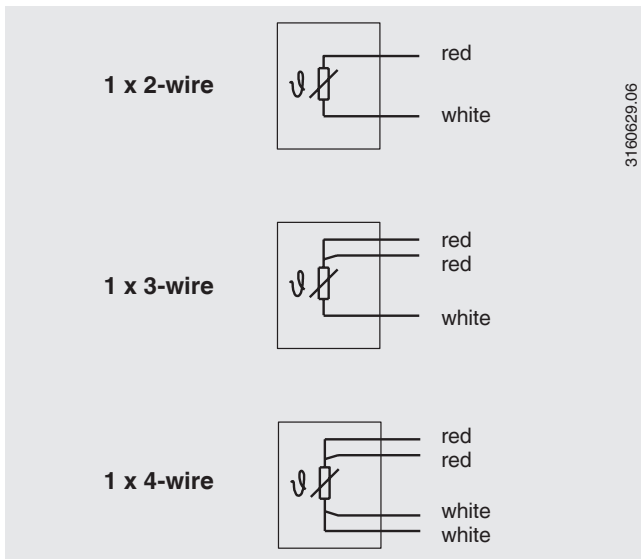 1 x 2-wire
ϑ
red
white
3160629.06
1 x 3-wire
ϑ
red
red
white
1 x 4-wire
ϑ
red
red
white
white